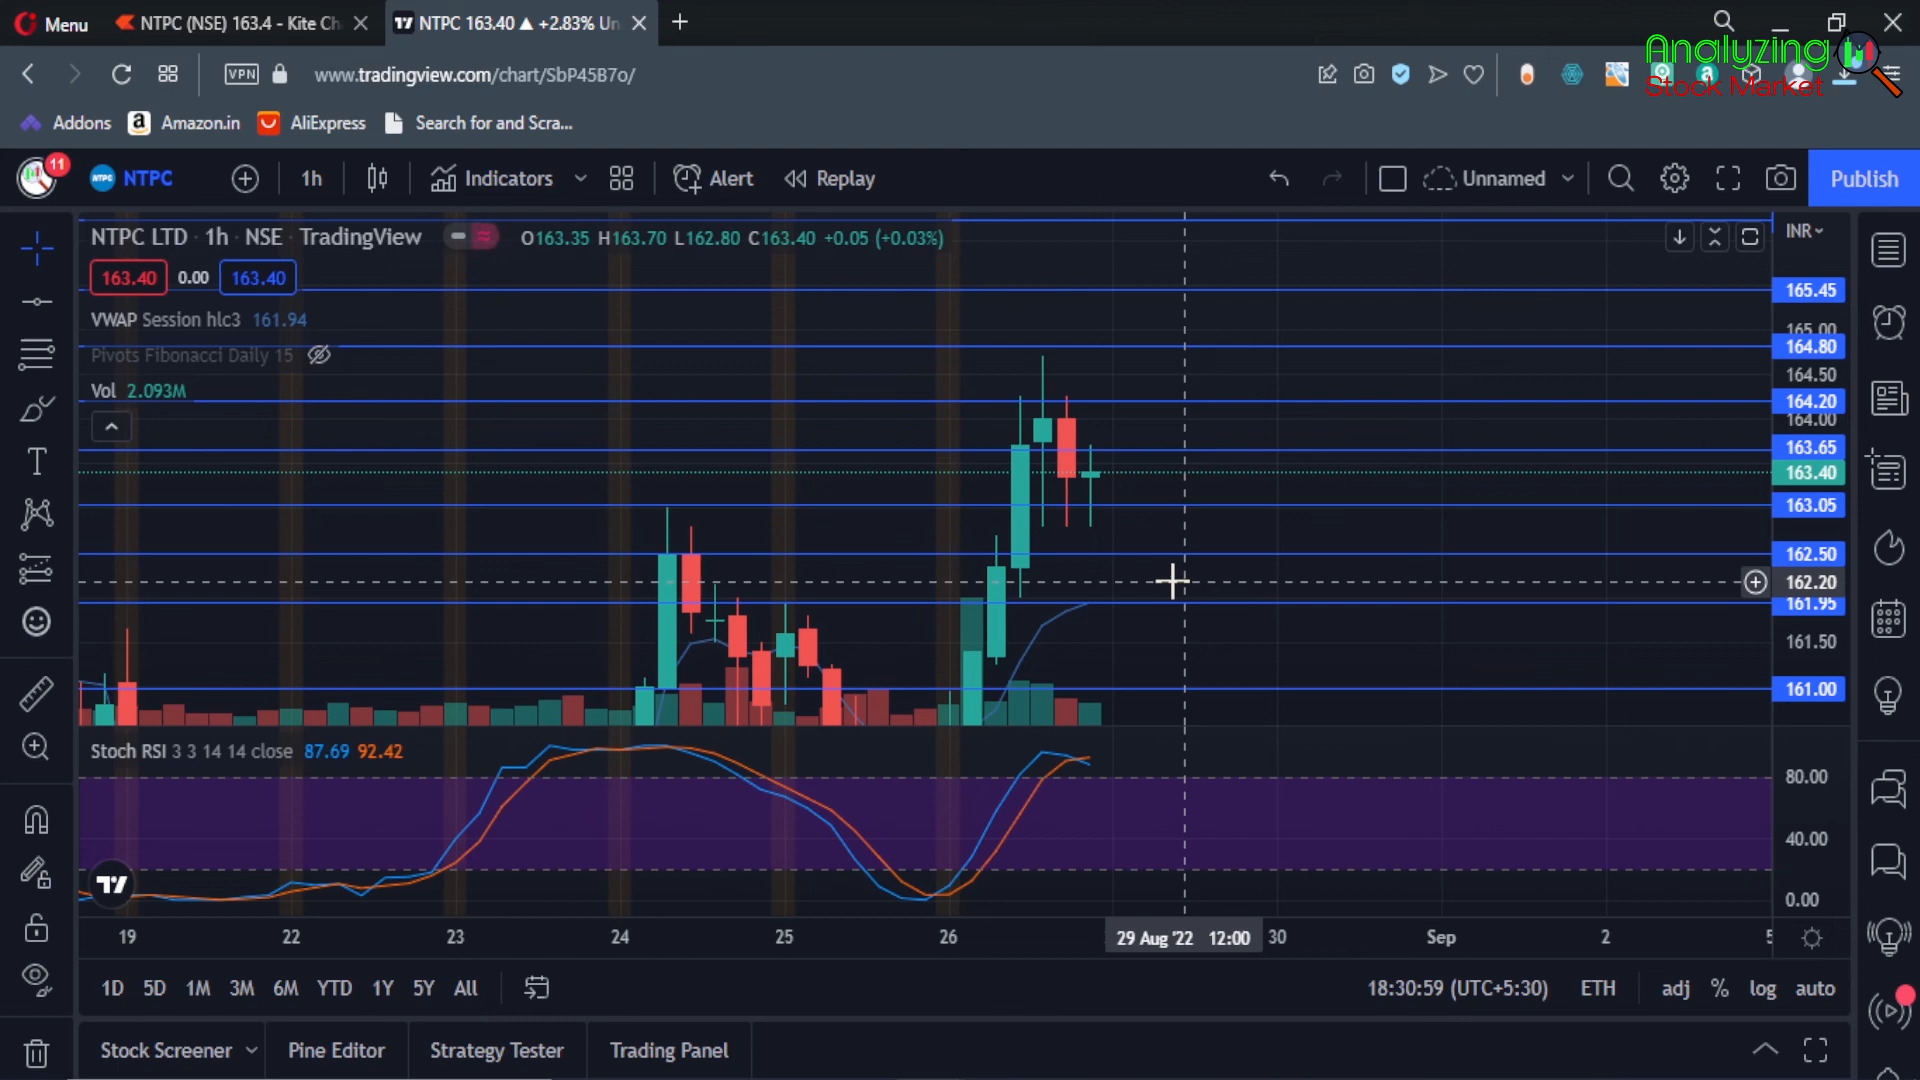 Menu
NTPC (NSE) 163.4 - Kite Ch
NTPC 163.40 ▲ +2.83% Un
VPN
www.tradingview.com/chart/SbP45B7o/
Analyzing
Stock Market
Addons
Amazon.in
AliExpress
Search for and Scra...
11
NTPC
NTPC
1h
Indicators
Alert
Replay
Unnamed
Publish
NTPC LTD · 1h · NSE · TradingView
O163.35 H163.70 L162.80 C163.40 +0.05 (+0.03%)
INR
163.40
0.00
163.40
VWAP Session hlc3 161.94
Pivots Fibonacci Daily 15
Vol 2.093M
165.45
165.00
164.80
164.50
164.20
164.00
163.65
163.40
163.05
162.50
162.20
161.95
161.50
161.00
Stoch RSI 3 3 14 14 close 87.69 92.42
80.00
40.00
0.00
19
22
23
24
25
26
29 Aug '22 12:00
30
Sep
2
1D
5D
1M
3M
6M
YTD
1Y
5Y
All
18:30:59 (UTC+5:30)
ETH
adj
%
log
auto
Stock Screener
Pine Editor
Strategy Tester
Trading Panel